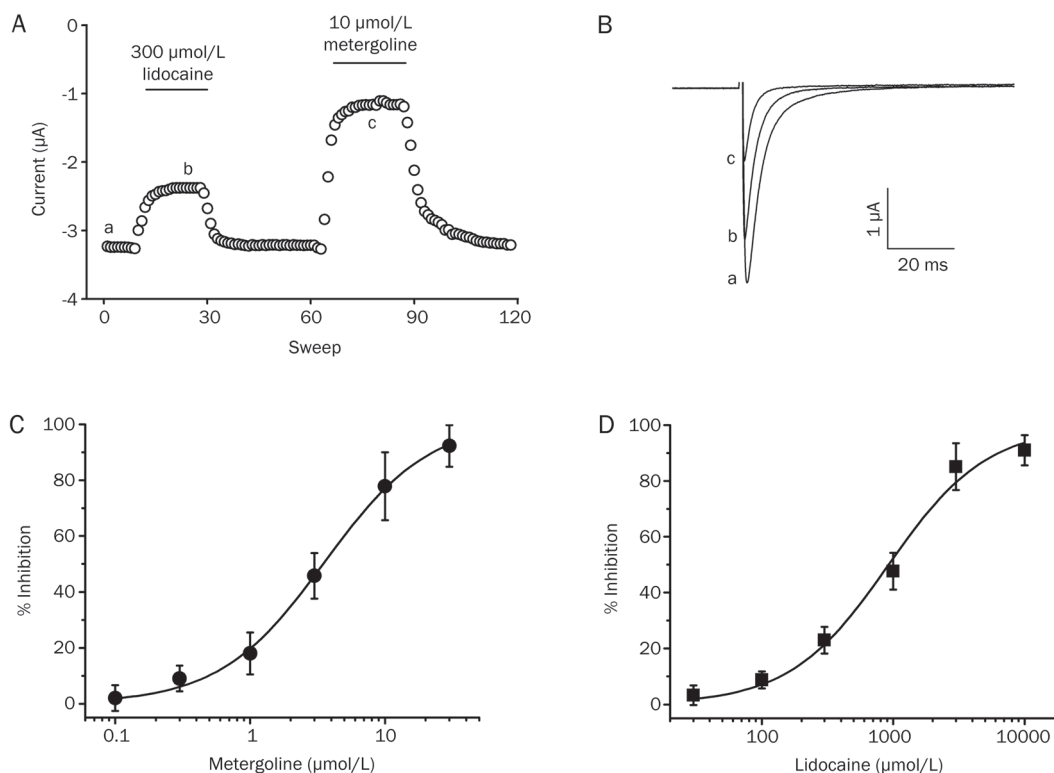 A
300 µmol/L
lidocaine
10 µmol/L
metergoline
a
b
c
0
-1
-2
-3
-4
Current (µA)
0
30
60
90
120
Sweep
B
c
b
a
1 µA
20 ms
C
100
80
60
40
20
0
% Inhibition
0.1
1
10
Metergoline (µmol/L)
D
100
80
60
40
20
0
% Inhibition
100
1000
10000
Lidocaine (µmol/L)